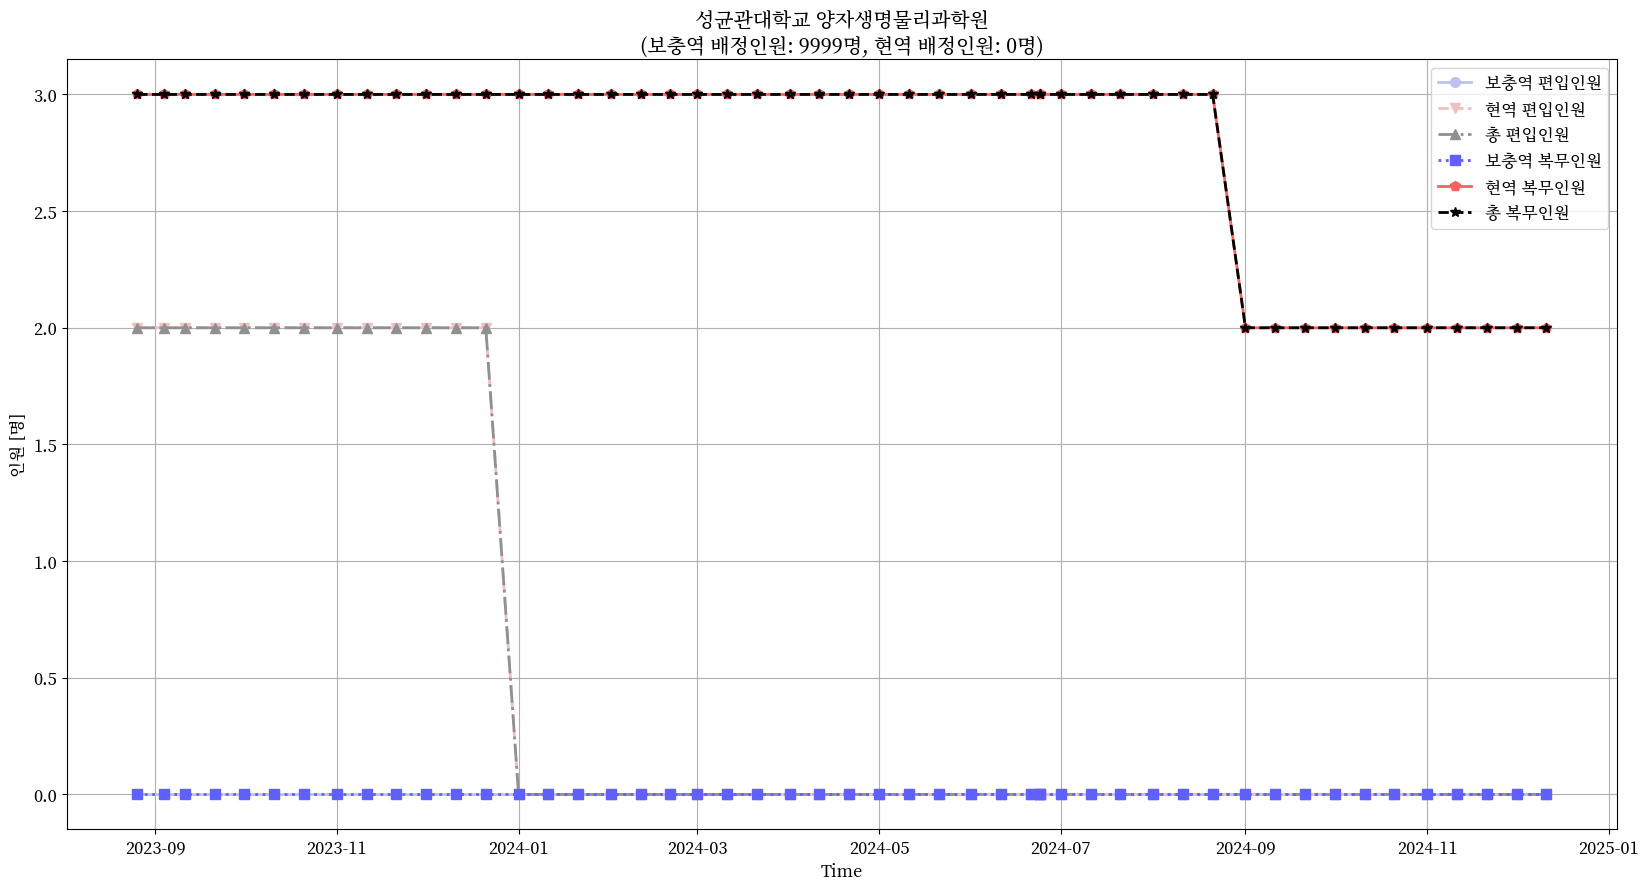 성균관대학교 양자생명물리과학원
(보충역 배정인원: 9999명, 현역 배정인원: 0명)
보충역 편입인원
현역 편입인원
총 편입인원
보충역 복무인원
현역 복무인원
총 복무인원
3.0
2.5
2.0
1.5
1.0
0.5
0.0
인원 [명]
2023-09
2023-11
2024-01
2024-03
2024-05
2024-07
2024-09
2024-11
2025-01
Time